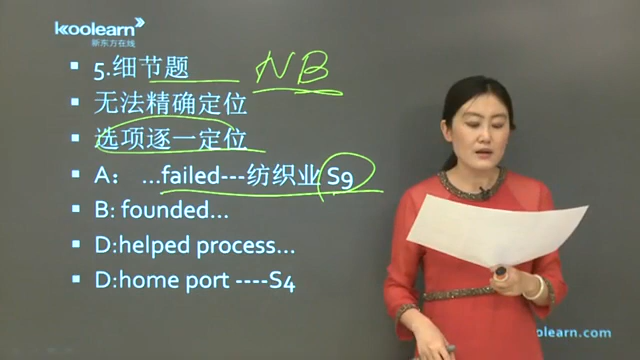 koolearn
新东方在线
5.细节题 NB
无法精确定位
选项逐一定位
A： ...failed---纺织业 S9
B: founded...
D:helped process...
D:home port ----S4
olearn.com